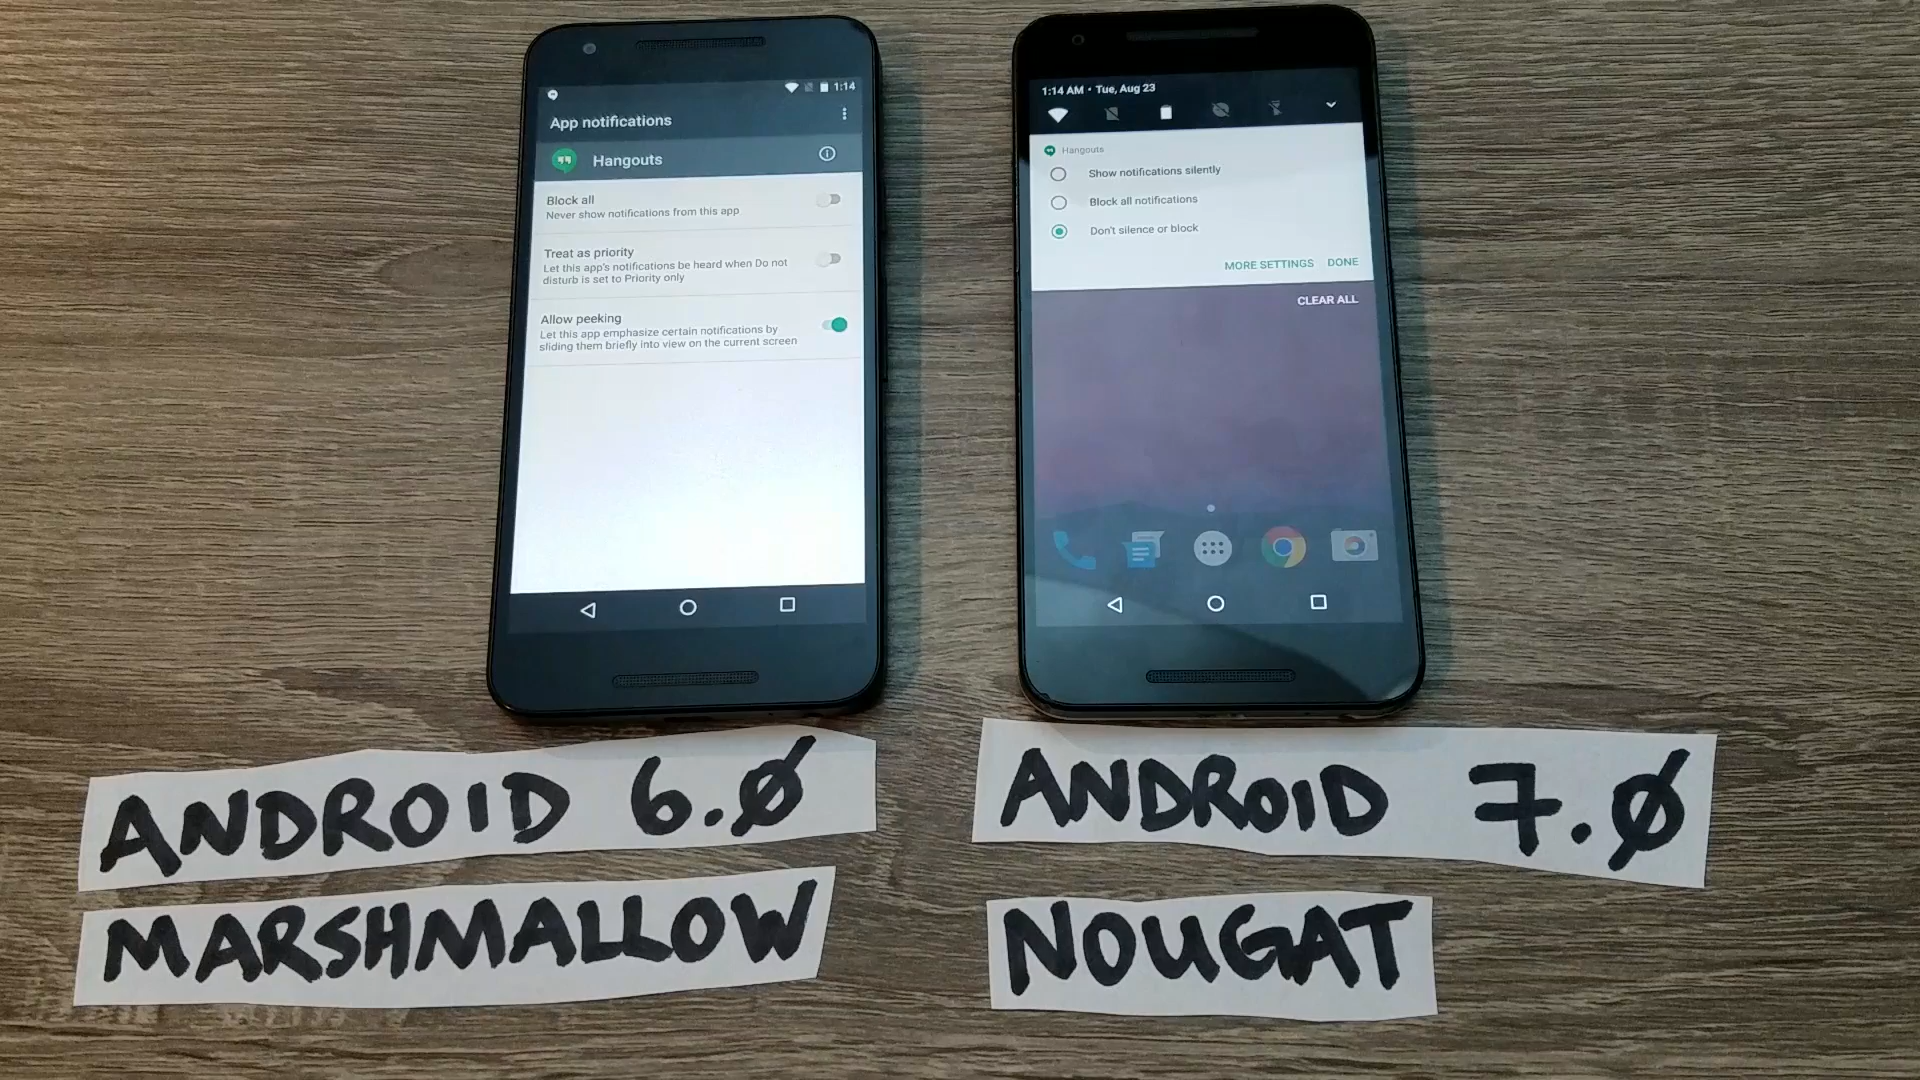 1:14
App notifications
Hangouts
Block all
Never show notifications from this app
Treat as priority
Let this app's notifications be heard when Do not
disturb is set to Priority only
Allow peeking
Let this app emphasize certain notifications by
sliding them briefly into view on the current screen
1:14 AM • Tue, Aug 23
Hangouts
Show notifications silently
Block all notifications
Don't silence or block
MORE SETTINGS DONE
CLEAR ALL
ANDROID 6.0
MARSHMALLOW
ANDROID 7.0
NOUGAT